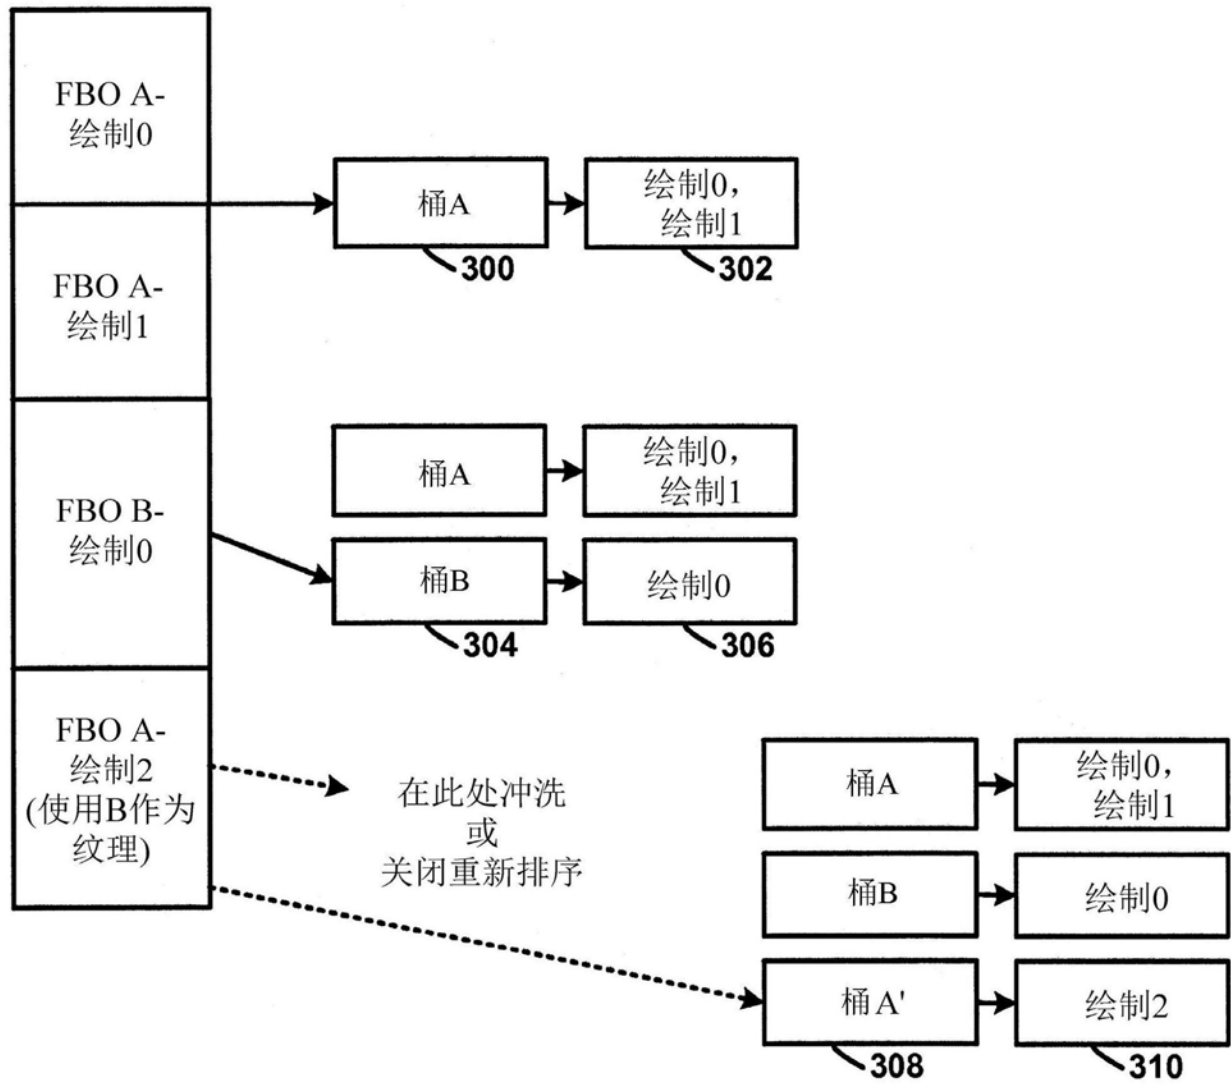 FBO A-
绘制0
FBO A-
绘制1
FBO B-
绘制0
FBO A-
绘制2
(使用B作为
纹理)
桶A
300
绘制0,
绘制1
302
桶A
绘制0,
绘制1
桶B
304
绘制0
306
在此处冲洗
或
关闭重新排序
桶A
绘制0,
绘制1
桶B
绘制0
桶A'
308
绘制2
310